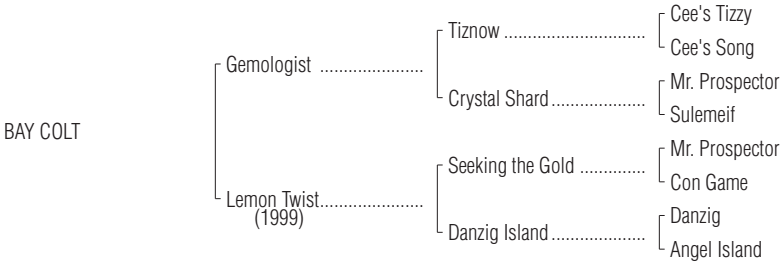 Cee's Tizzy
Tiznow ..............................
Cee's Song
Gemologist ......................
Mr. Prospector
Crystal Shard....................
Sulemeif
BAY COLT
Mr. Prospector
Seeking the Gold ..............
Con Game
Lemon Twist......................
(1999)
Danzig
Danzig Island....................
Angel Island